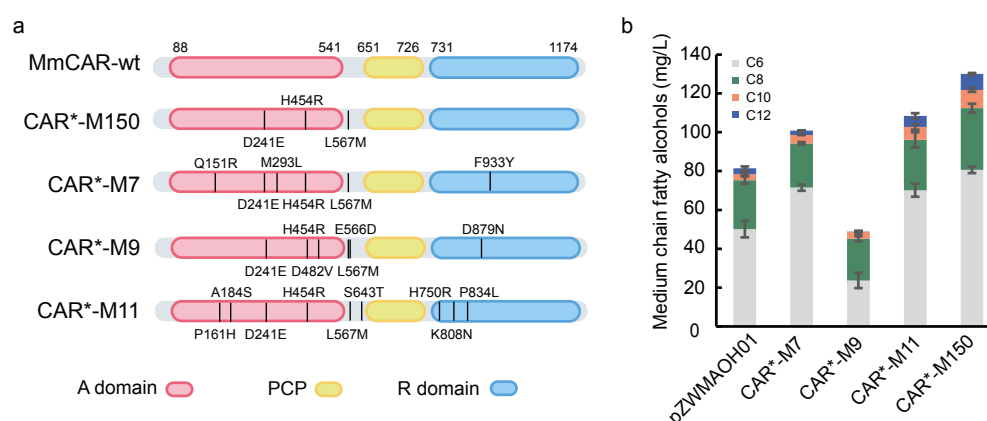 a
88 541 651 726 731 1174
MmCAR-wt
H454R
CAR*-M150
D241E L567M
Q151R M293L F933Y
CAR*-M7
D241E H454R L567M
H454R E566D D879N
CAR*-M9
D241E D482V L567M
A184S H454R S643T H750R P834L
CAR*-M11
P161H D241E L567M K808N
A domain PCP R domain
b
Medium chain fatty alcohols (mg/L)
140
120
100
80
60
40
20
0
C6
C8
C10
C12
pZWMAOH01
CAR*-M7
CAR*-M9
CAR*-M11
CAR*-M150